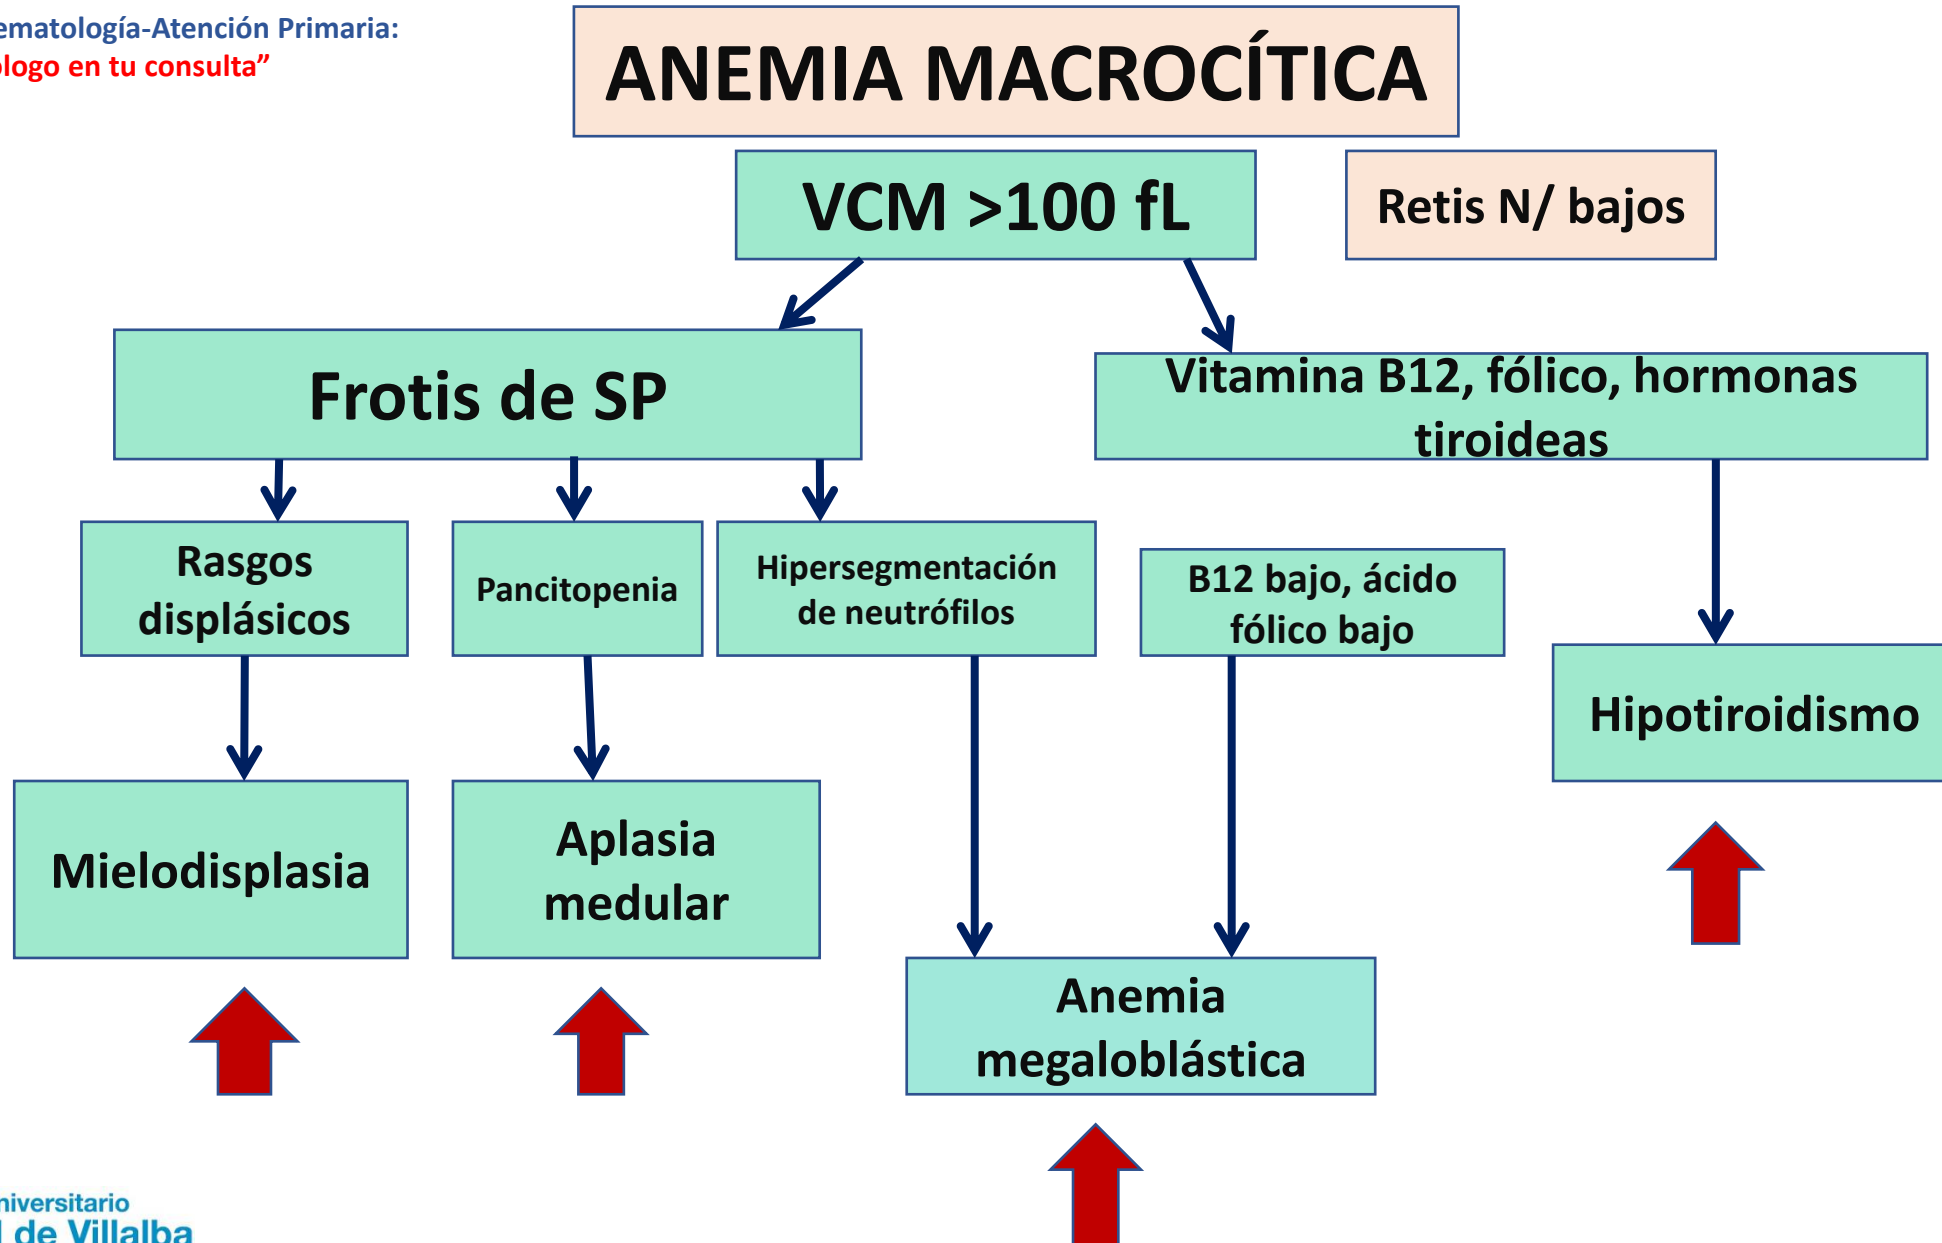 ematología-Atención Primaria:
ólogo en tu consulta”
ANEMIA MACROCÍTICA
VCM >100 fL
Retis N/ bajos
Frotis de SP
Vitamina B12, fólico, hormonas
tiroideas
Rasgos
displásicos
Pancitopenia
Hipersegmentación
de neutrófilos
B12 bajo, ácido
fólico bajo
Hipotiroidismo
Mielodisplasia
Aplasia
medular
Anemia
megaloblástica
niversitario
l de Villalba